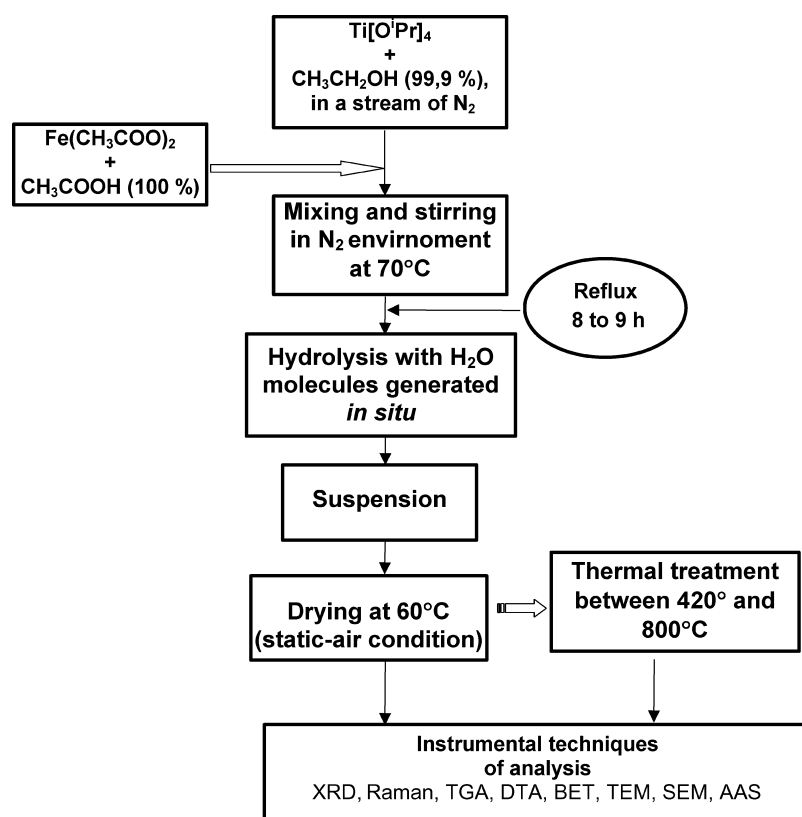 Ti[OⁱPr]₄
+
CH₃CH₂OH (99,9 %),
in a stream of N₂
Fe(CH₃COO)₂
+
CH₃COOH (100 %)
Mixing and stirring
in N₂ envirnoment
at 70°C
Reflux
8 to 9 h
Hydrolysis with H₂O
molecules generated
in situ
Suspension
Drying at 60°C
(static-air condition)
Thermal treatment
between 420° and
800°C
Instrumental techniques
of analysis
XRD, Raman, TGA, DTA, BET, TEM, SEM, AAS